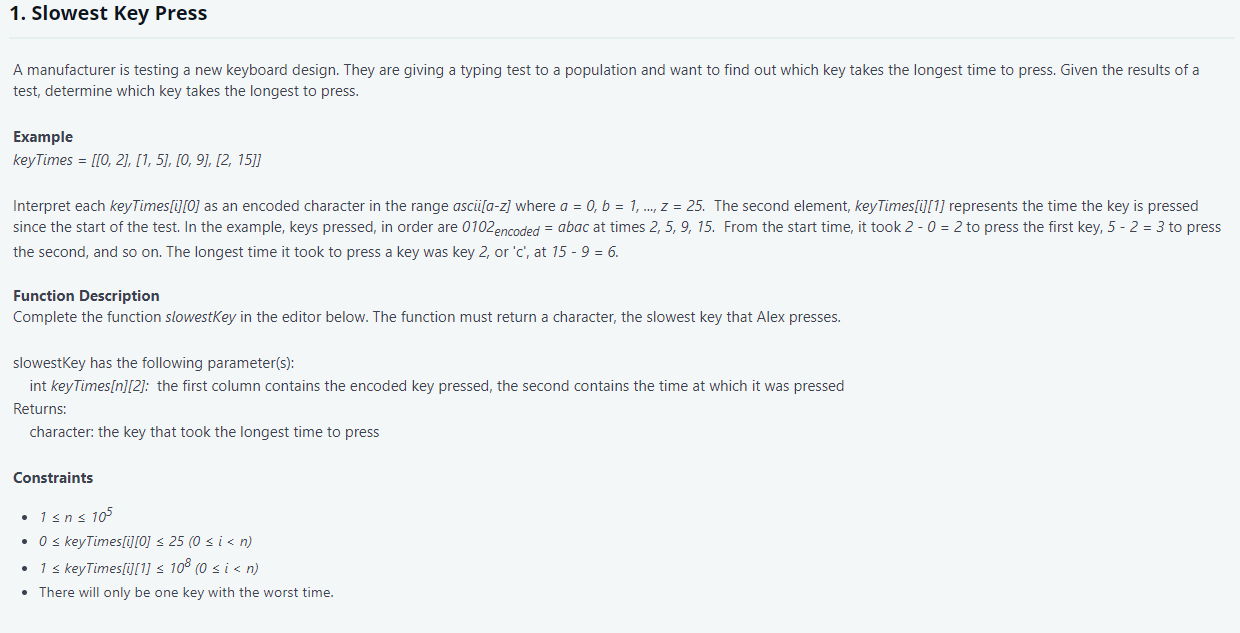 1. Slowest Key Press
A manufacturer is testing a new keyboard design. They are giving a typing test to a population and want to find out which key takes the longest time to press. Given the results of a
test, determine which key takes the longest to press.
Example
keyTimes = [[0, 2], [1, 5], [0, 9], [2, 15]]
Interpret each keyTimes[i][0] as an encoded character in the range ascii[a-z] where a = 0, b = 1, ..., z = 25. The second element, keyTimes[i][1] represents the time the key is pressed
since the start of the test. In the example, keys pressed, in order are 0102encoded = abac at times 2, 5, 9, 15. From the start time, it took 2 - 0 = 2 to press the first key, 5 - 2 = 3 to press
the second, and so on. The longest time it took to press a key was key 2, or 'c', at 15 - 9 = 6.
Function Description
Complete the function slowestKey in the editor below. The function must return a character, the slowest key that Alex presses.
slowestKey has the following parameter(s):
int keyTimes[n][2]: the first column contains the encoded key pressed, the second contains the time at which it was pressed
Returns:
character: the key that took the longest time to press
Constraints
• 1 ≤ n ≤ 10^5
• 0 ≤ keyTimes[i][0] ≤ 25 (0 ≤ i < n)
• 1 ≤ keyTimes[i][1] ≤ 10^8 (0 ≤ i < n)
• There will only be one key with the worst time.